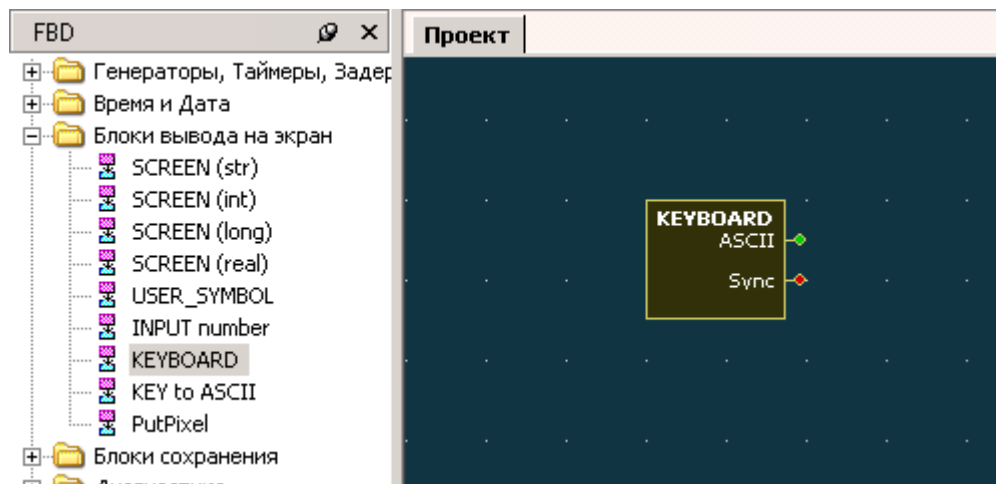 FBD
Генераторы, Таймеры, Задер
Время и Дата
Блоки вывода на экран
SCREEN (str)
SCREEN (int)
SCREEN (long)
SCREEN (real)
USER_SYMBOL
INPUT number
KEYBOARD
KEY to ASCII
PutPixel
Блоки сохранения
Проект
KEYBOARD
ASCII
Sync